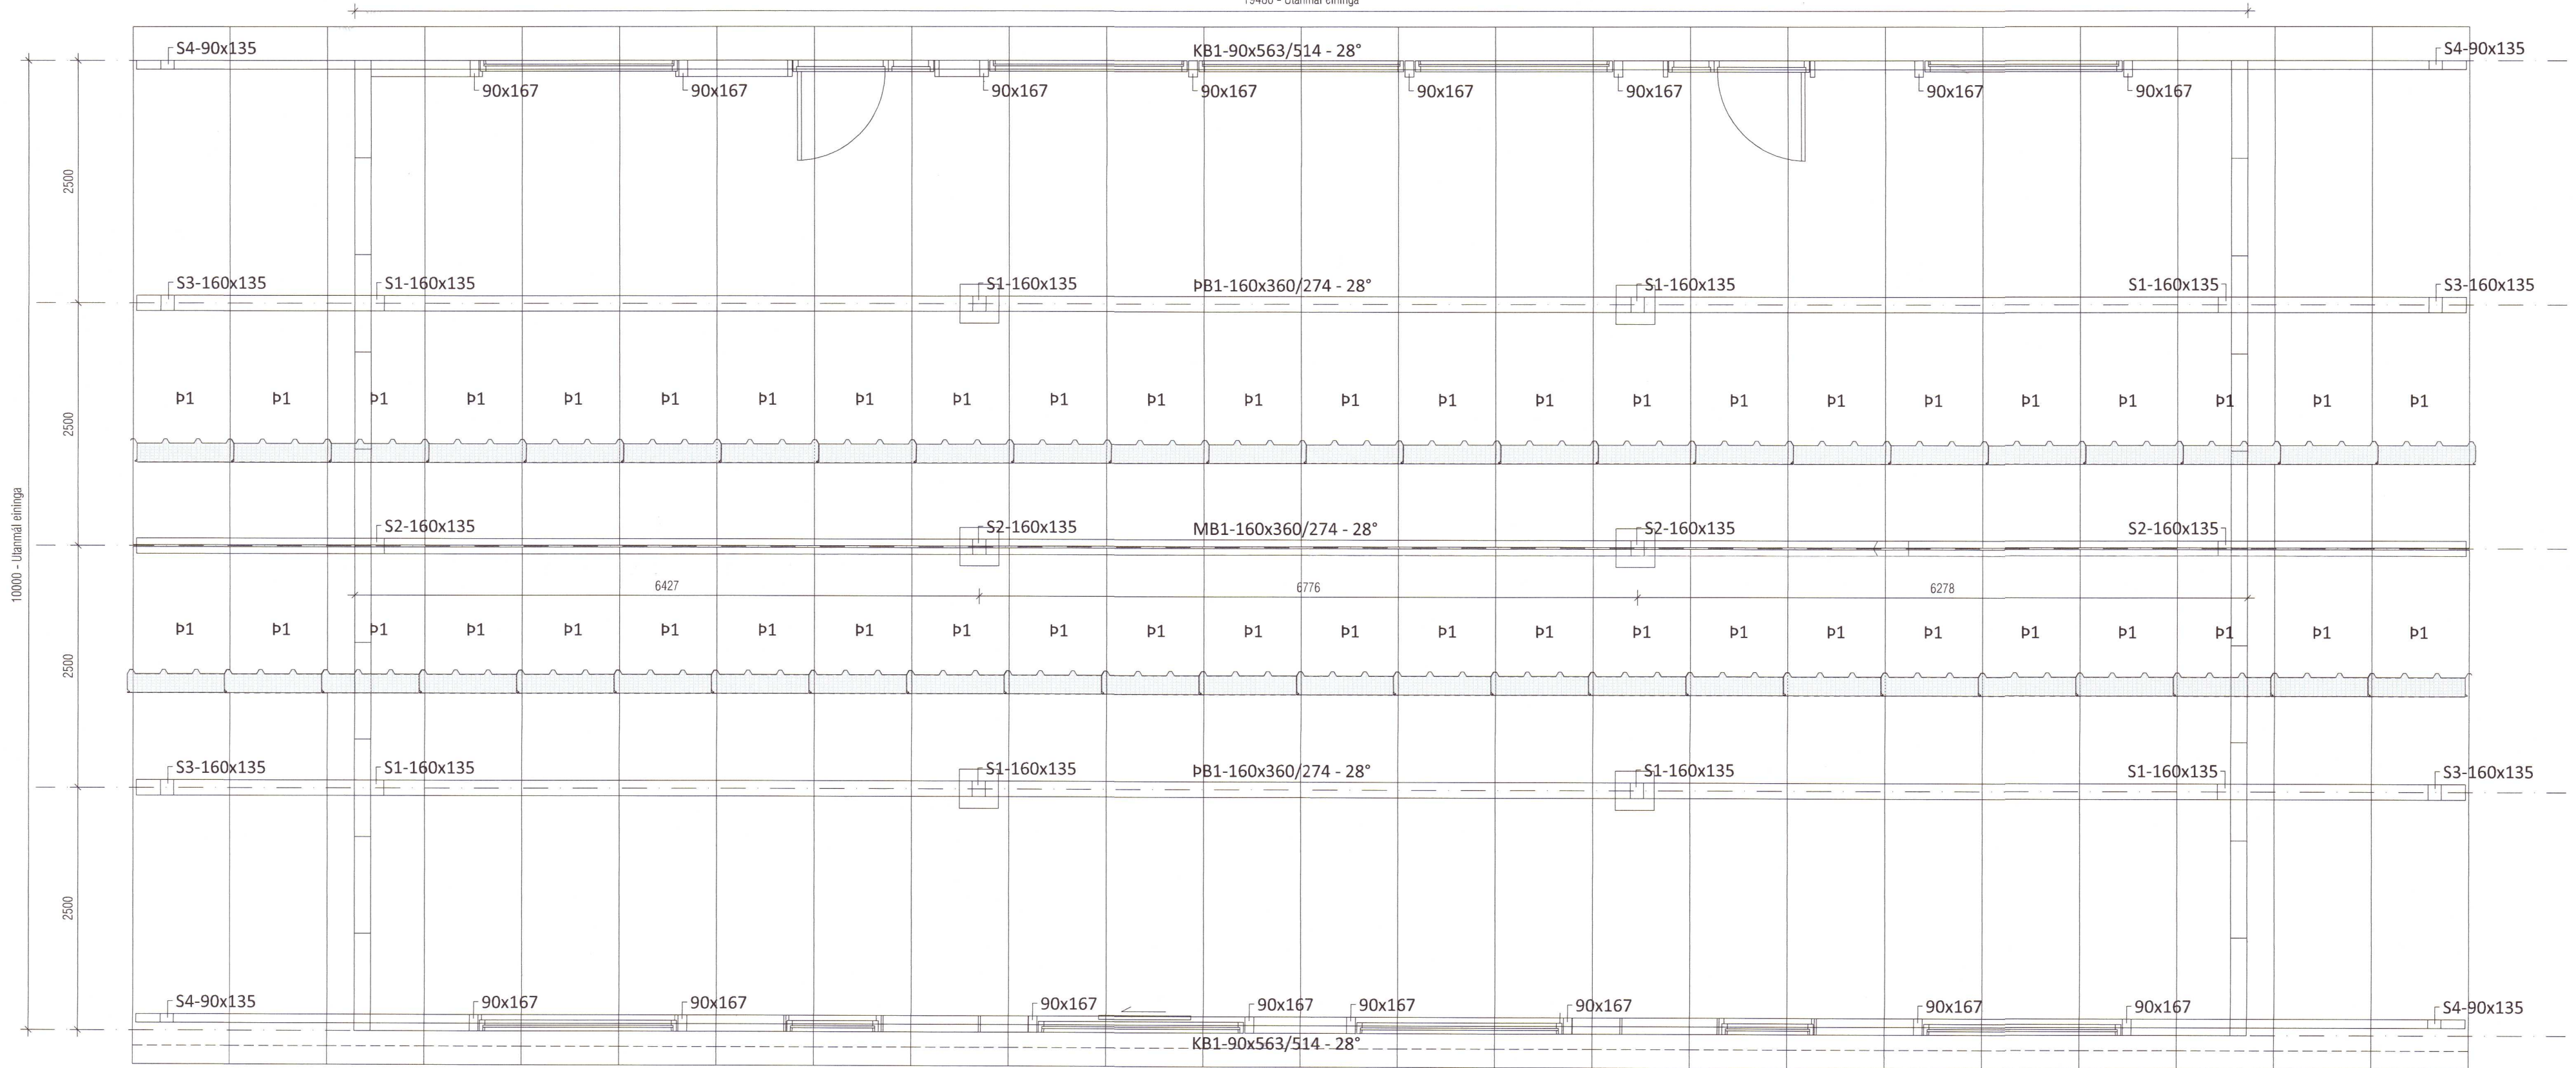 Utanmál eininga
S4-90x135 KB1-90x563/514 - 28° S4-90x135
90x167 90x167 90x167 90x167 90x167 90x167 90x167 90x167
2500
S3-160x135 S1-160x135 S1-160x135 ÞB1-160x360/274 - 28° S1-160x135 S1-160x135 S3-160x135
2500
Þ1 Þ1 Þ1 Þ1 Þ1 Þ1 Þ1 Þ1 Þ1 Þ1 Þ1 Þ1 Þ1 Þ1 Þ1 Þ1 Þ1 Þ1 Þ1 Þ1 Þ1 Þ1 Þ1 Þ1
10000 - Utanmál eininga
S2-160x135 S2-160x135 MB1-160x360/274 - 28° S2-160x135 S2-160x135
6427 6776 6278
Þ1 Þ1 Þ1 Þ1 Þ1 Þ1 Þ1 Þ1 Þ1 Þ1 Þ1 Þ1 Þ1 Þ1 Þ1 Þ1 Þ1 Þ1 Þ1 Þ1 Þ1 Þ1 Þ1 Þ1
2500
S3-160x135 S1-160x135 S1-160x135 ÞB1-160x360/274 - 28° S1-160x135 S1-160x135 S3-160x135
2500
S4-90x135 90x167 90x167 90x167 90x167 90x167 90x167 90x167 90x167 S4-90x135
KB1-90x563/514 - 28°